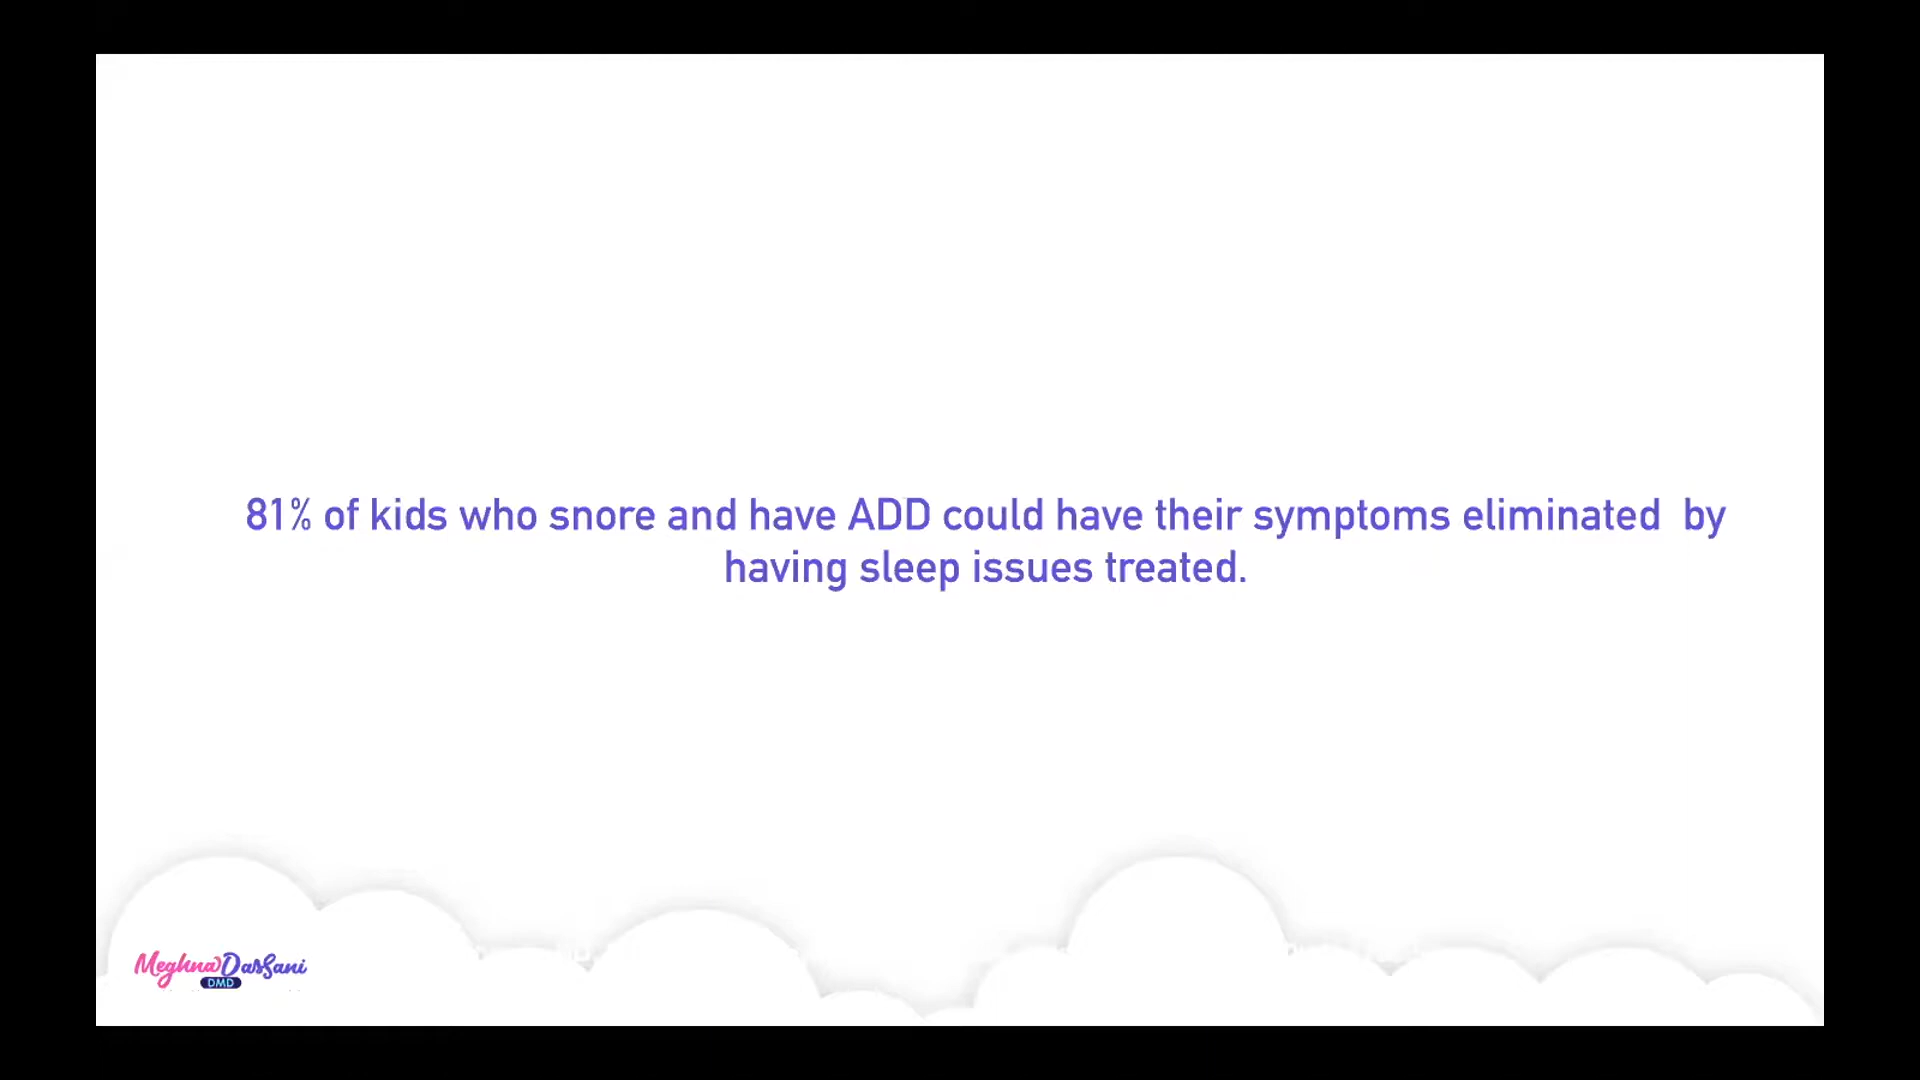 81% of kids who snore and have ADD could have their symptoms eliminated  by
having sleep issues treated.
Meghna Dassani
DMD